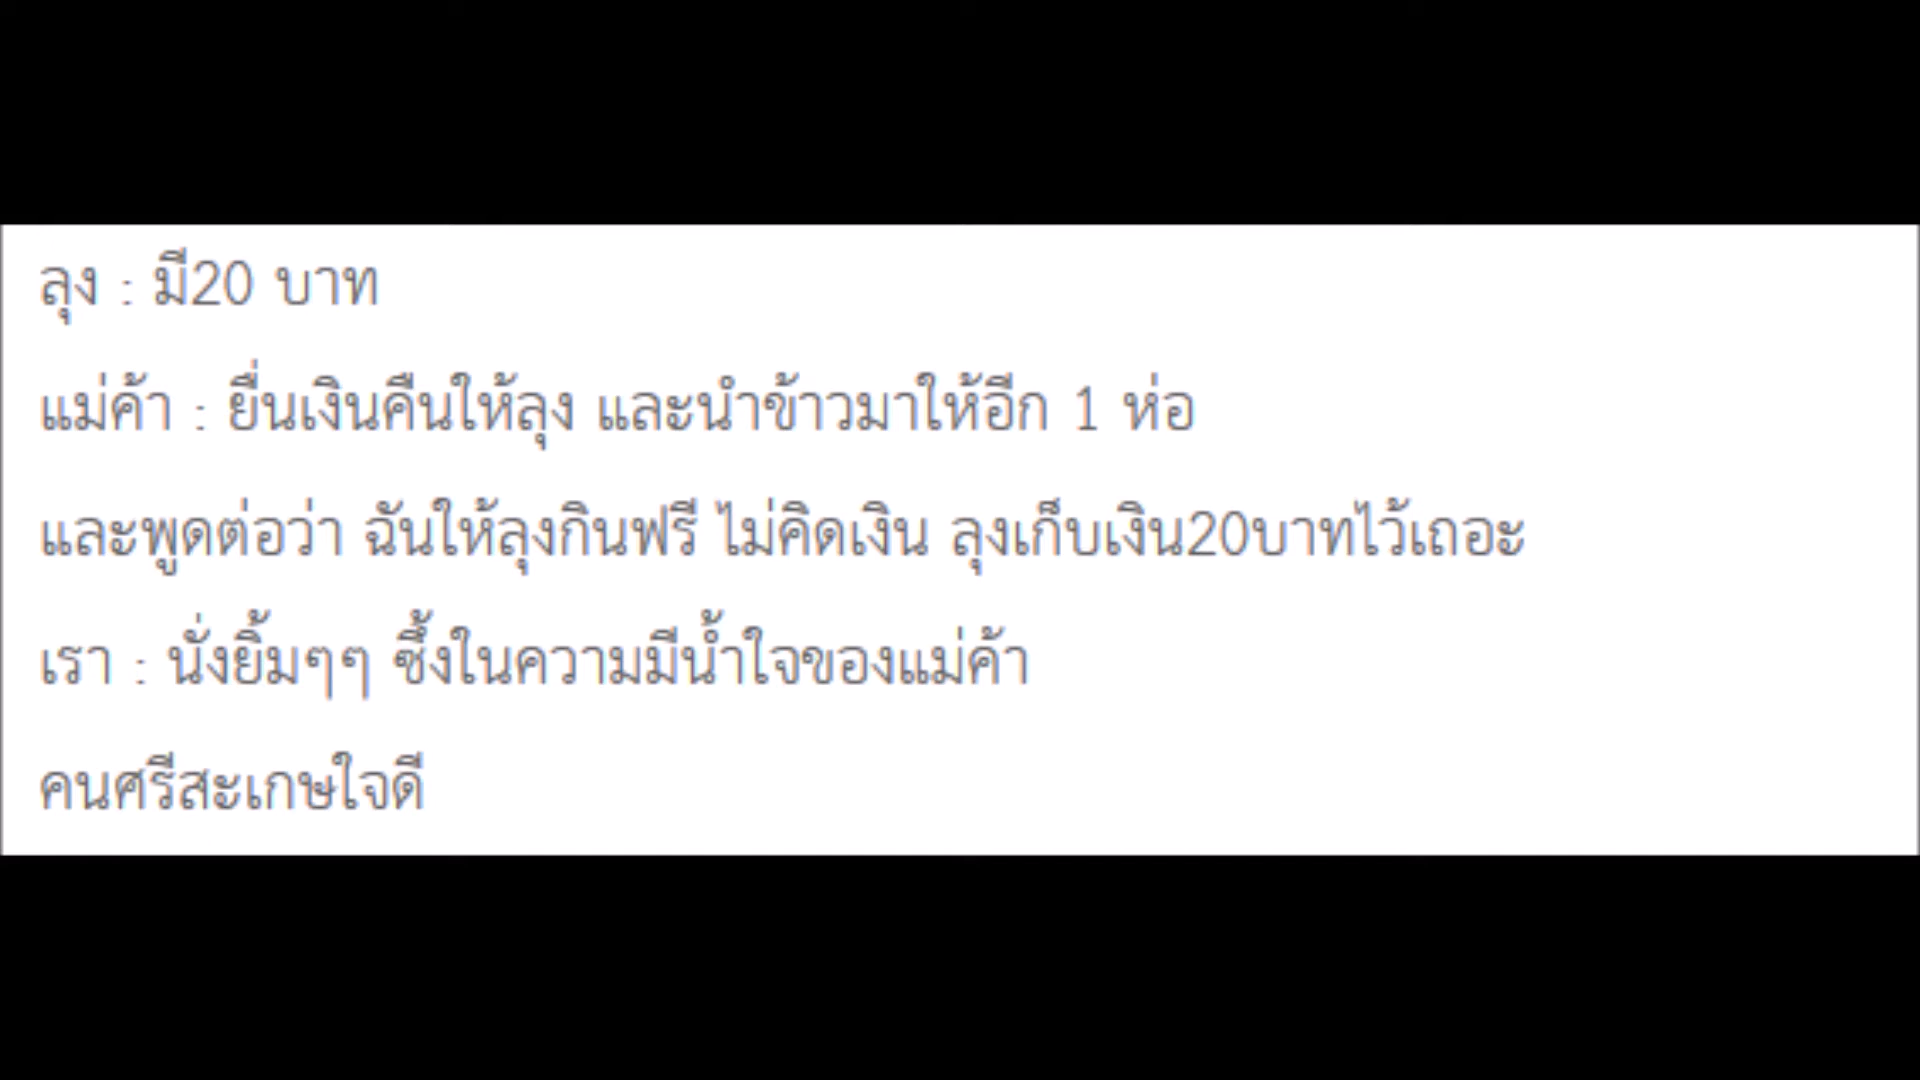 ลุง : มี20 บาท
แม่ค้า : ยื่นเงินคืนให้ลุง และนำข้าวมาให้อีก 1 ห่อ
และพูดต่อว่า ฉันให้ลุงกินฟรี ไม่คิดเงิน ลุงเก็บเงิน20บาทไว้เถอะ
เรา : นั่งยิ้มๆๆ ซึ้งในความมีน้ำใจของแม่ค้า
คนศรีสะเกษใจดี